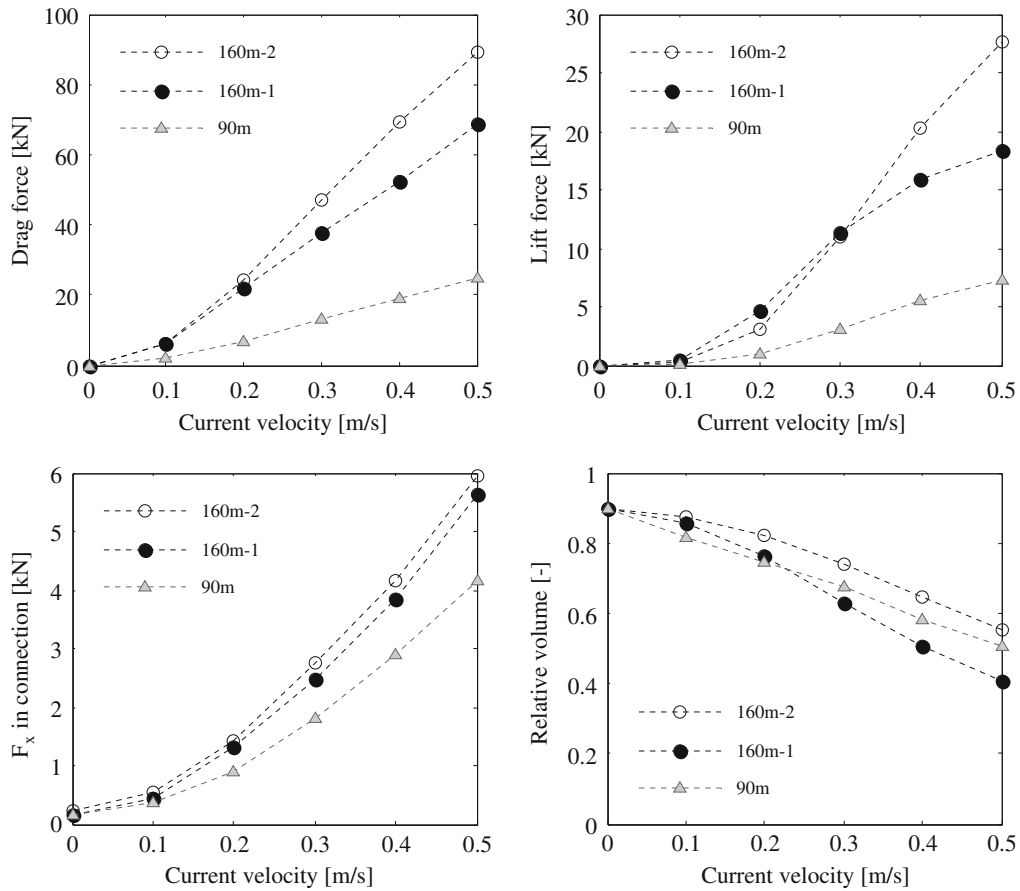 100
80
60
40
20
0
Drag force [kN]
160m-2
160m-1
90m
0 0.1 0.2 0.3 0.4 0.5
Current velocity [m/s]
30
25
20
15
10
5
0
Lift force [kN]
160m-2
160m-1
90m
0 0.1 0.2 0.3 0.4 0.5
Current velocity [m/s]
6
5
4
3
2
1
0
Fx in connection [kN]
160m-2
160m-1
90m
0 0.1 0.2 0.3 0.4 0.5
Current velocity [m/s]
1
0.8
0.6
0.4
0.2
0
Relative volume [-]
160m-2
160m-1
90m
0 0.1 0.2 0.3 0.4 0.5
Current velocity [m/s]